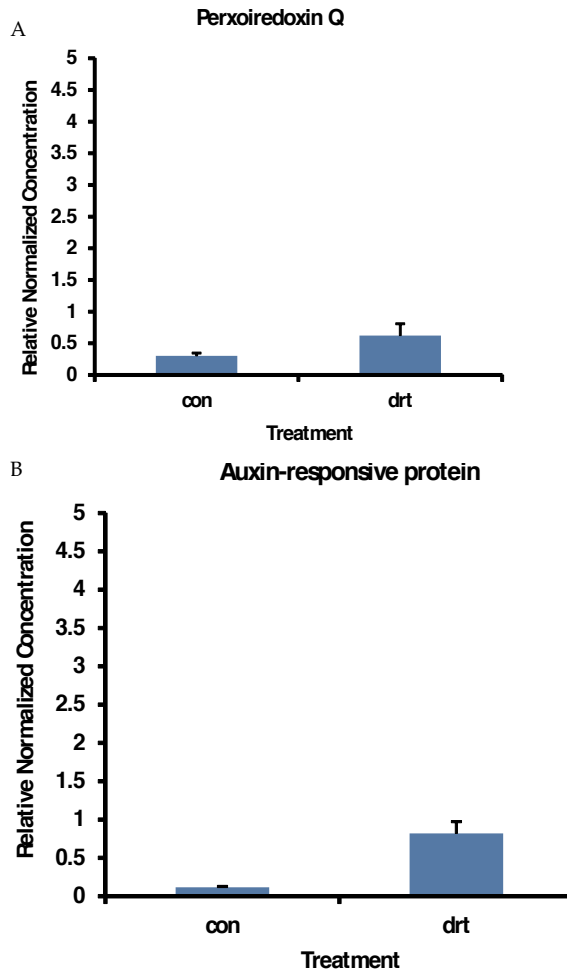 A
Perxoiredoxin Q
Relative Normalized Concentration
5
4.5
4
3.5
3
2.5
2
1.5
1
0.5
0
con drt
Treatment
B
Auxin-responsive protein
Relative Normalized Concentration
5
4.5
4
3.5
3
2.5
2
1.5
1
0.5
0
con drt
Treatment